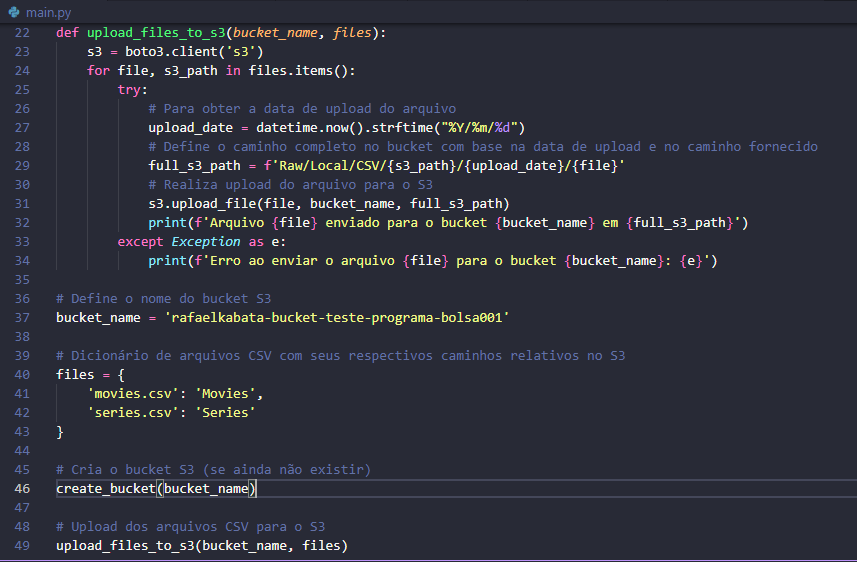 main.py
22 def upload_files_to_s3(bucket_name, files):
23     s3 = boto3.client('s3')
24     for file, s3_path in files.items():
25         try:
26             # Para obter a data de upload do arquivo
27             upload_date = datetime.now().strftime("%Y/%m/%d")
28             # Define o caminho completo no bucket com base na data de upload e no caminho fornecido
29             full_s3_path = f'Raw/Local/CSV/{s3_path}/{upload_date}/{file}'
30             # Realiza upload do arquivo para o S3
31             s3.upload_file(file, bucket_name, full_s3_path)
32             print(f'Arquivo {file} enviado para o bucket {bucket_name} em {full_s3_path}')
33         except Exception as e:
34             print(f'Erro ao enviar o arquivo {file} para o bucket {bucket_name}: {e}')
35
36 # Define o nome do bucket S3
37 bucket_name = 'rafaelkabata-bucket-teste-programa-bolsa001'
38
39 # Dicionário de arquivos CSV com seus respectivos caminhos relativos no S3
40 files = {
41     'movies.csv': 'Movies',
42     'series.csv': 'Series'
43 }
44
45 # Cria o bucket S3 (se ainda não existir)
46 create_bucket(bucket_name)
47
48 # Upload dos arquivos CSV para o S3
49 upload_files_to_s3(bucket_name, files)